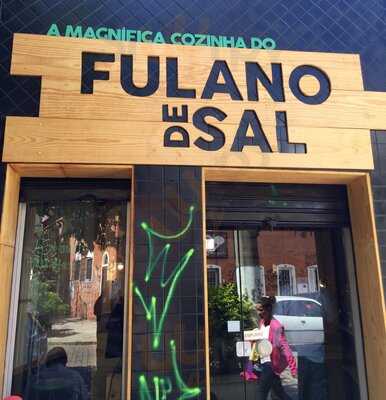 A MAGNÍFICA COZINHA DO
FULANO
DE SAL